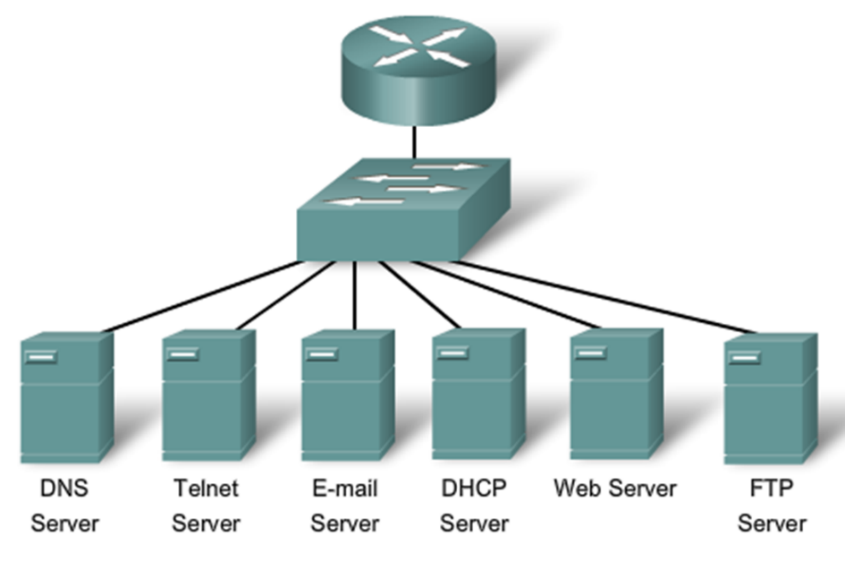 DNS
Server
Telnet
Server
E-mail
Server
DHCP
Server
Web Server
FTP
Server